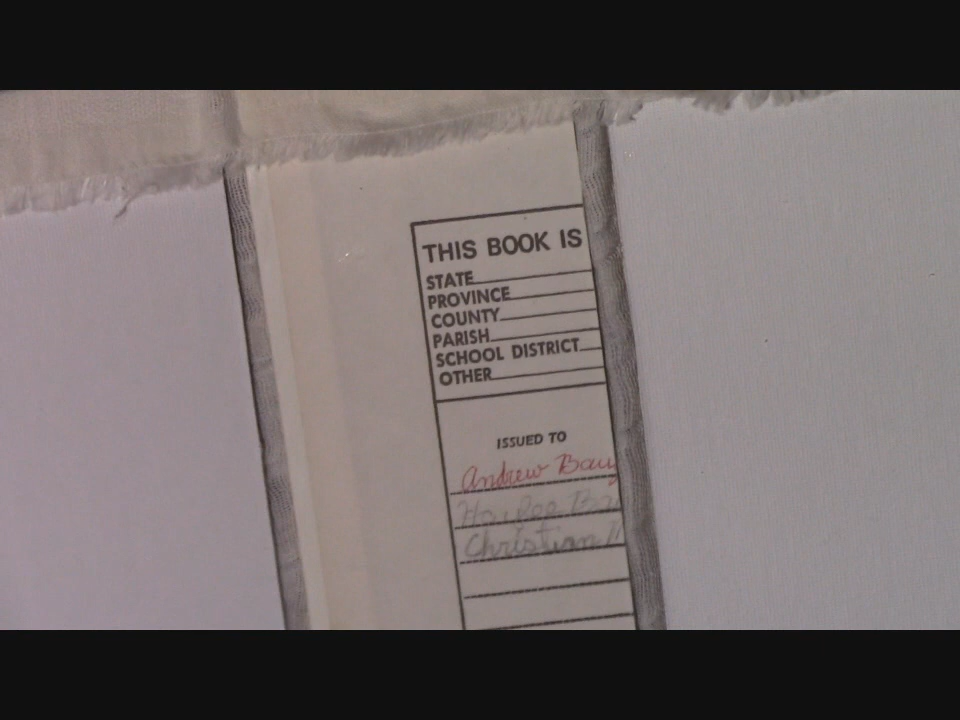 THIS BOOK IS
STATE
PROVINCE
COUNTY
PARISH
SCHOOL DISTRICT
OTHER
ISSUED TO
Andrew
Christian